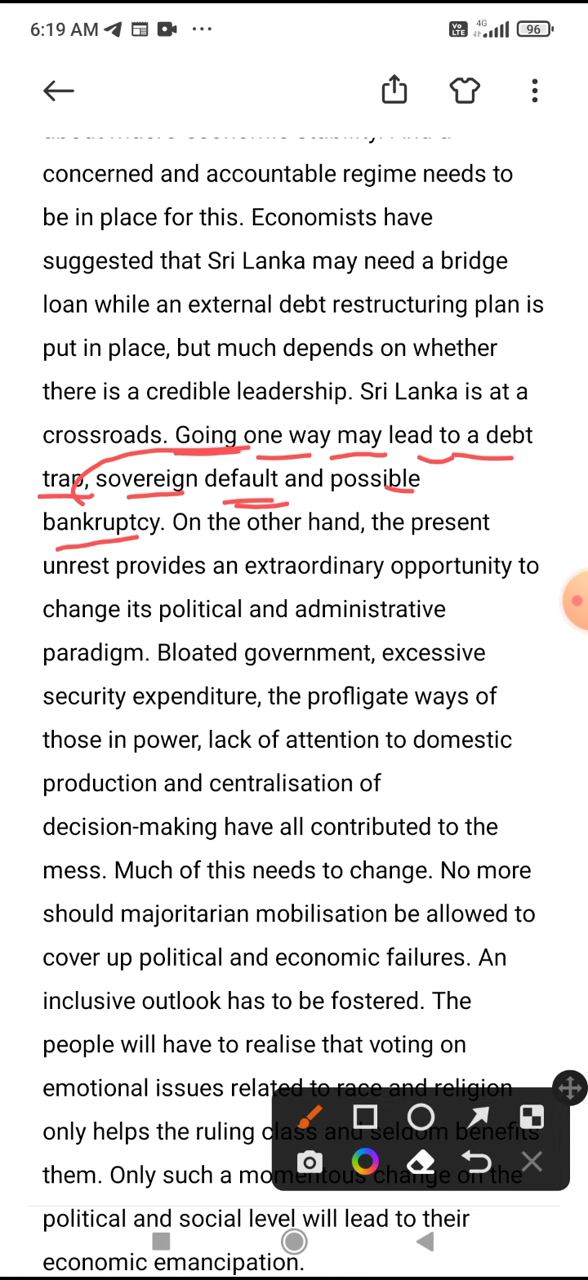 6:19 AM
Vo LTE 4G 96
concerned and accountable regime needs to
be in place for this. Economists have
suggested that Sri Lanka may need a bridge
loan while an external debt restructuring plan is
put in place, but much depends on whether
there is a credible leadership. Sri Lanka is at a
crossroads. Going one way may lead to a debt
trap, sovereign default and possible
bankruptcy. On the other hand, the present
unrest provides an extraordinary opportunity to
change its political and administrative
paradigm. Bloated government, excessive
security expenditure, the profligate ways of
those in power, lack of attention to domestic
production and centralisation of
decision-making have all contributed to the
mess. Much of this needs to change. No more
should majoritarian mobilisation be allowed to
cover up political and economic failures. An
inclusive outlook has to be fostered. The
people will have to realise that voting on
emotional issues related to race and religion
only helps the ruling class and seldom benefits
them. Only such a momentous change on the
political and social level will lead to their
economic emancipation.